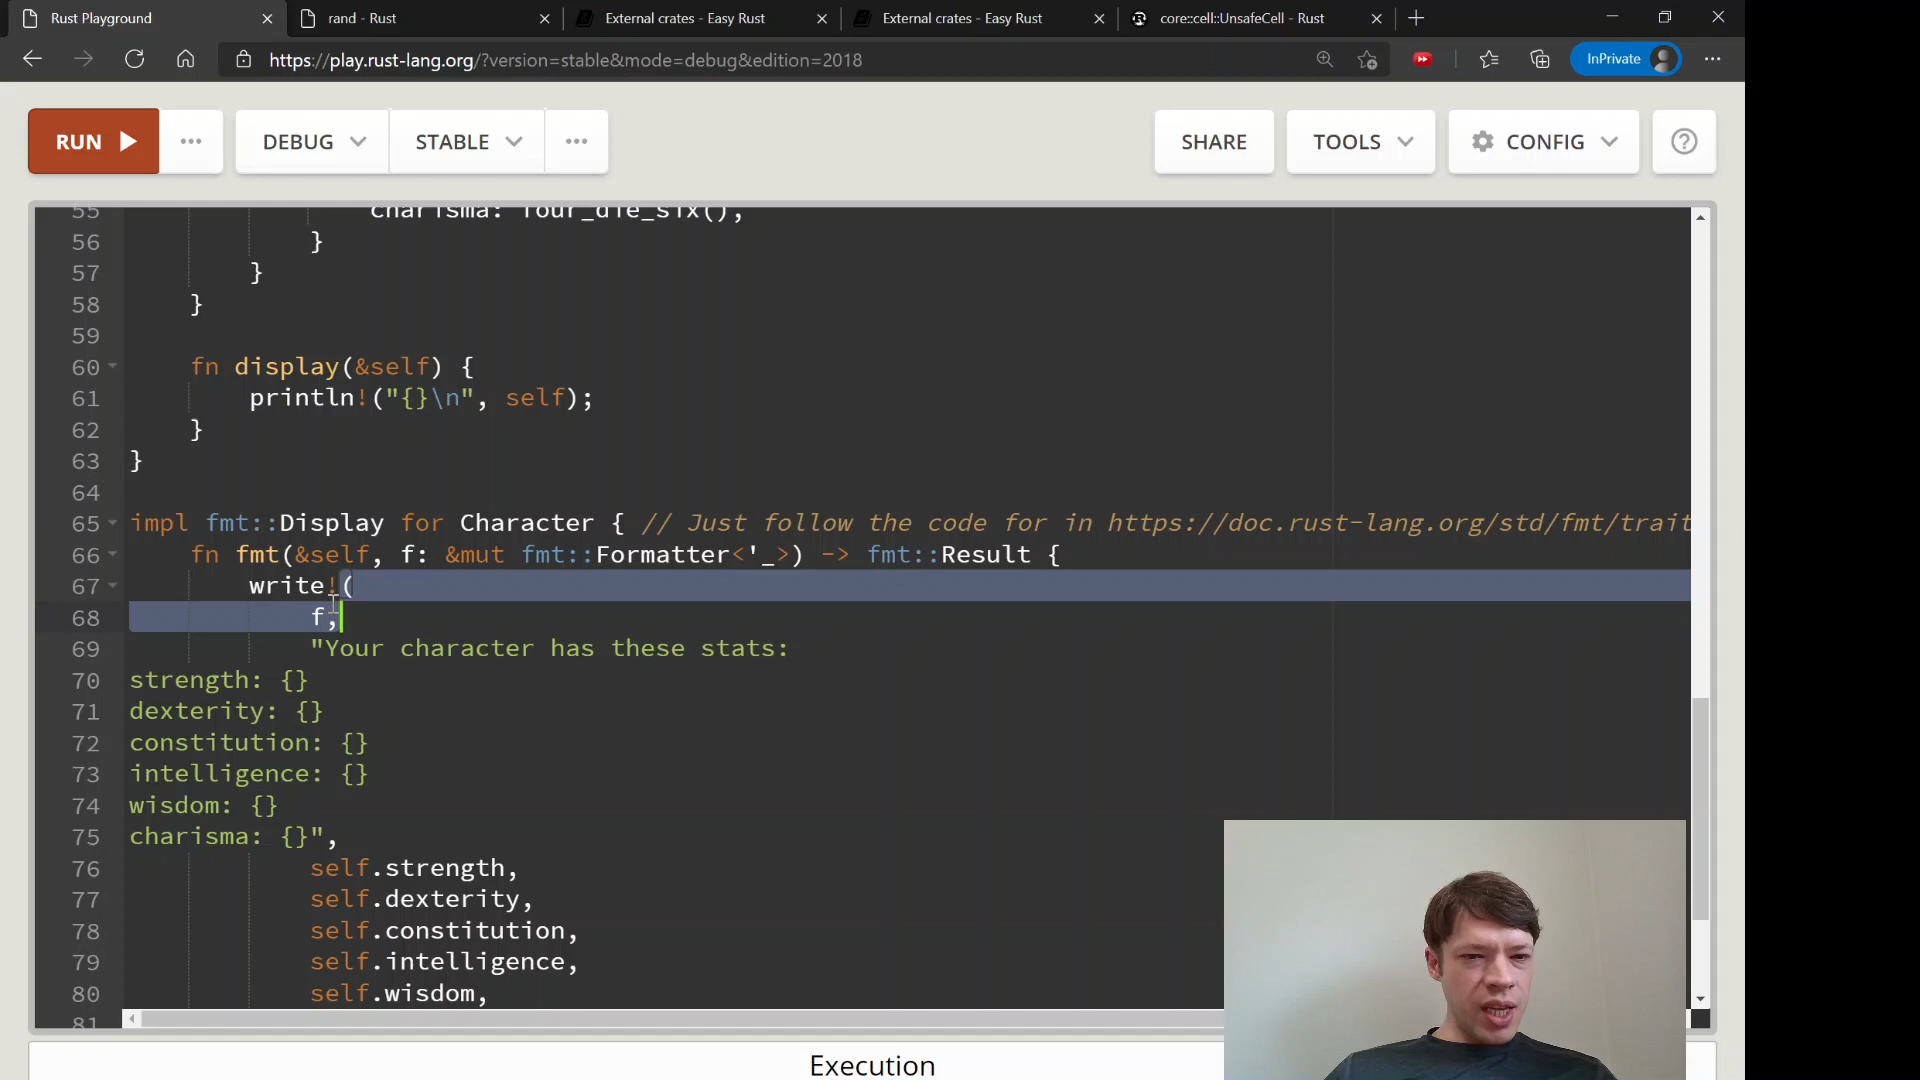 Rust Playground
rand - Rust
External crates - Easy Rust
External crates - Easy Rust
core::cell::UnsafeCell - Rust
https://play.rust-lang.org/?version=stable&mode=debug&edition=2018
InPrivate
RUN
DEBUG
STABLE
SHARE
TOOLS
CONFIG
55 charisma: four_die_six(),
56 }
57 }
58 }
59
60 fn display(&self) {
61 println!("{}\n", self);
62 }
63 }
64
65 impl fmt::Display for Character { // Just follow the code for in https://doc.rust-lang.org/std/fmt/trait
66 fn fmt(&self, f: &mut fmt::Formatter<'_>) -> fmt::Result {
67 write!(
68 f,
69 "Your character has these stats:
70 strength: {}
71 dexterity: {}
72 constitution: {}
73 intelligence: {}
74 wisdom: {}
75 charisma: {}",
76 self.strength,
77 self.dexterity,
78 self.constitution,
79 self.intelligence,
80 self.wisdom,
81
Execution